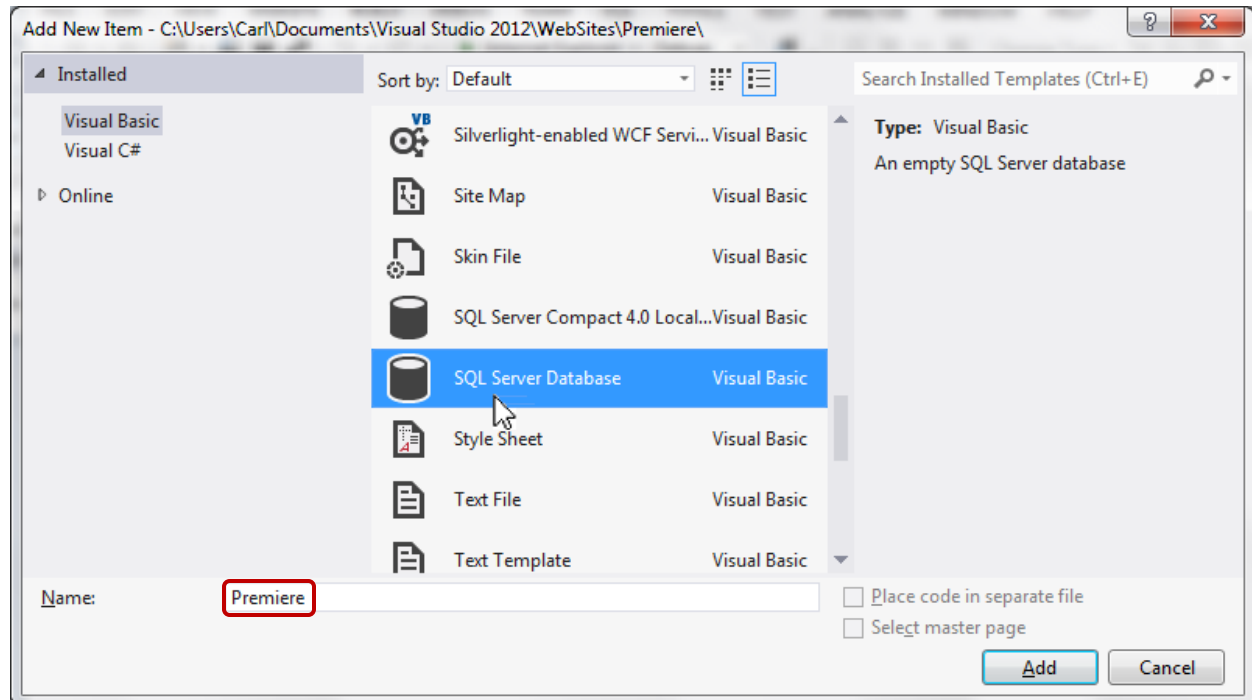 Add New Item - C:\Users\Carl\Documents\Visual Studio 2012\WebSites\Premiere\
?
Installed
Visual Basic
Visual C#
Online
Sort by: Default
VB
Silverlight-enabled WCF Servi... Visual Basic
Site Map Visual Basic
Skin File Visual Basic
SQL Server Compact 4.0 Local... Visual Basic
SQL Server Database Visual Basic
Style Sheet Visual Basic
Text File Visual Basic
Text Template Visual Basic
Search Installed Templates (Ctrl+E)
Type: Visual Basic
An empty SQL Server database
Name: Premiere
Place code in separate file
Select master page
Add Cancel